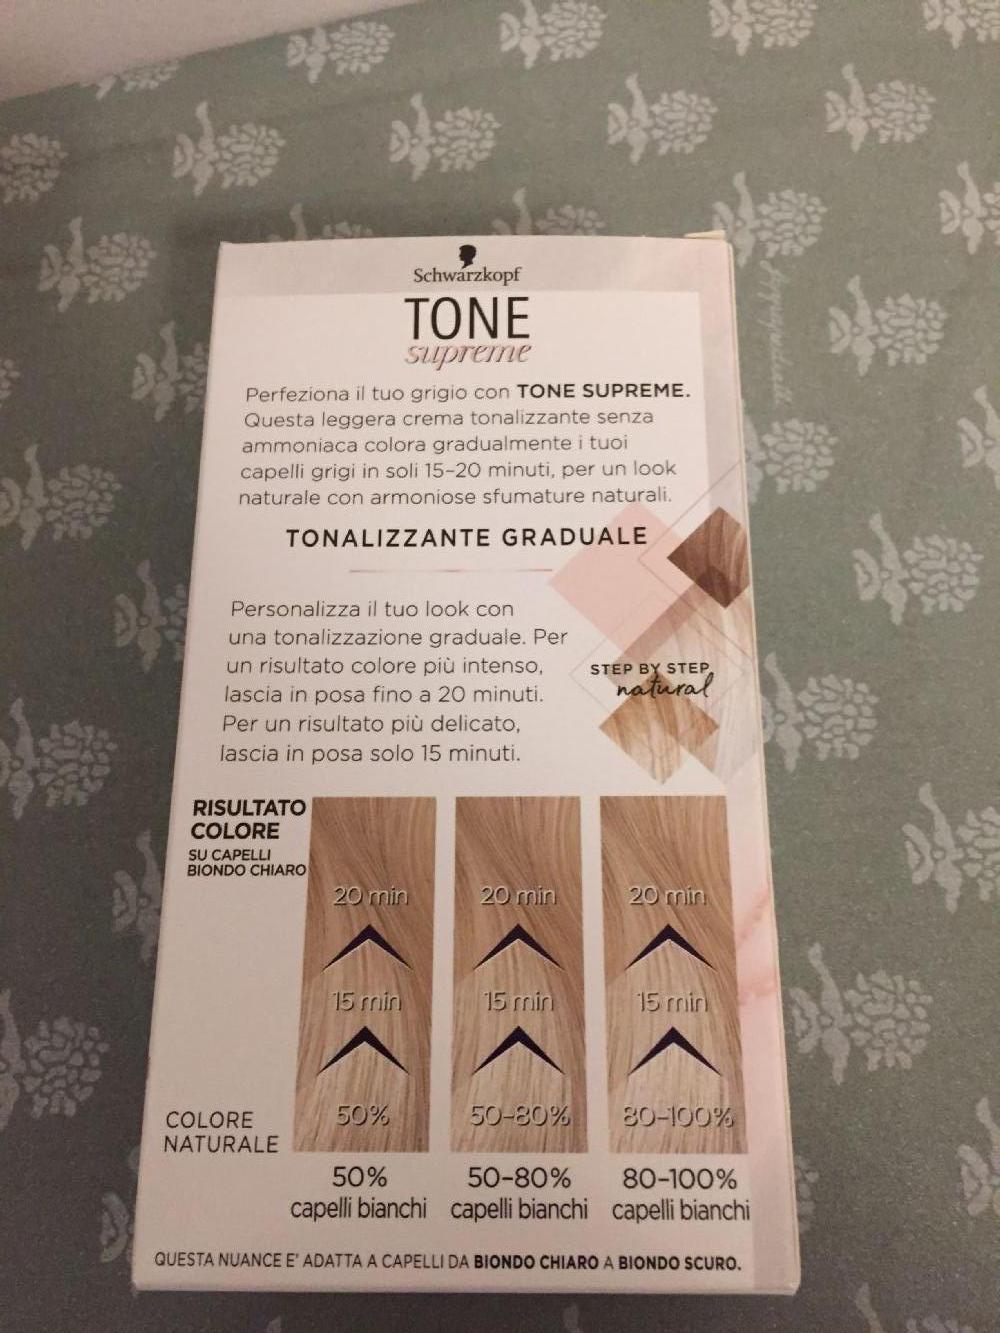 Schwarzkopf
TONE
supreme
Perfeziona il tuo grigio con TONE SUPREME.
Questa leggera crema tonalizzante senza
ammoniaca colora gradualmente i tuoi
capelli grigi in soli 15-20 minuti, per un look
naturale con armoniose sfumature naturali.
TONALIZZANTE GRADUALE
Personalizza il tuo look con
una tonalizzazione graduale. Per
un risultato colore più intenso,
lascia in posa fino a 20 minuti.
Per un risultato più delicato,
lascia in posa solo 15 minuti.
STEP BY STEP
natural
RISULTATO
COLORE
SU CAPELLI
BIONDO CHIARO
20 min 20 min 20 min
15 min 15 min 15 min
50% 50-80% 80-100%
COLORE
NATURALE
50% 50-80% 80-100%
capelli bianchi capelli bianchi capelli bianchi
QUESTA NUANCE E' ADATTA A CAPELLI DA BIONDO CHIARO A BIONDO SCURO.